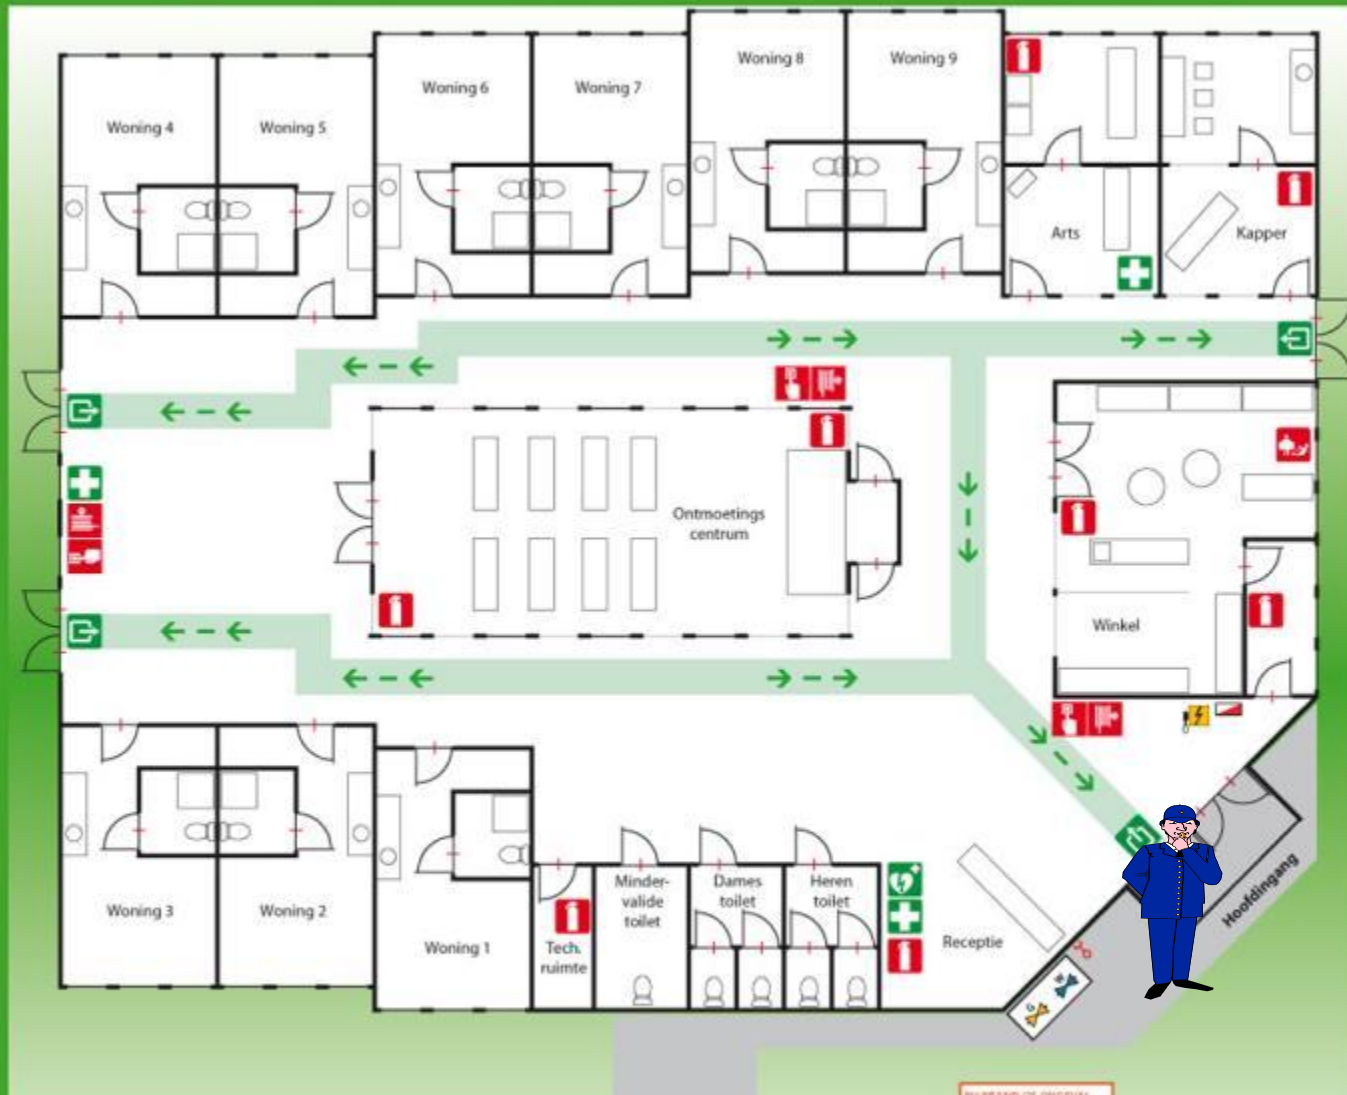 Woning 8
Woning 9
Woning 6
Woning 7
Woning 4
Woning 5
Arts
Kapper
Ontmoetings
centrum
Winkel
Woning 3
Woning 2
Woning 1
Tech.
ruimte
Minder-
valide
toilet
Dames
toilet
Heren
toilet
Receptie
Hoofdingang
G